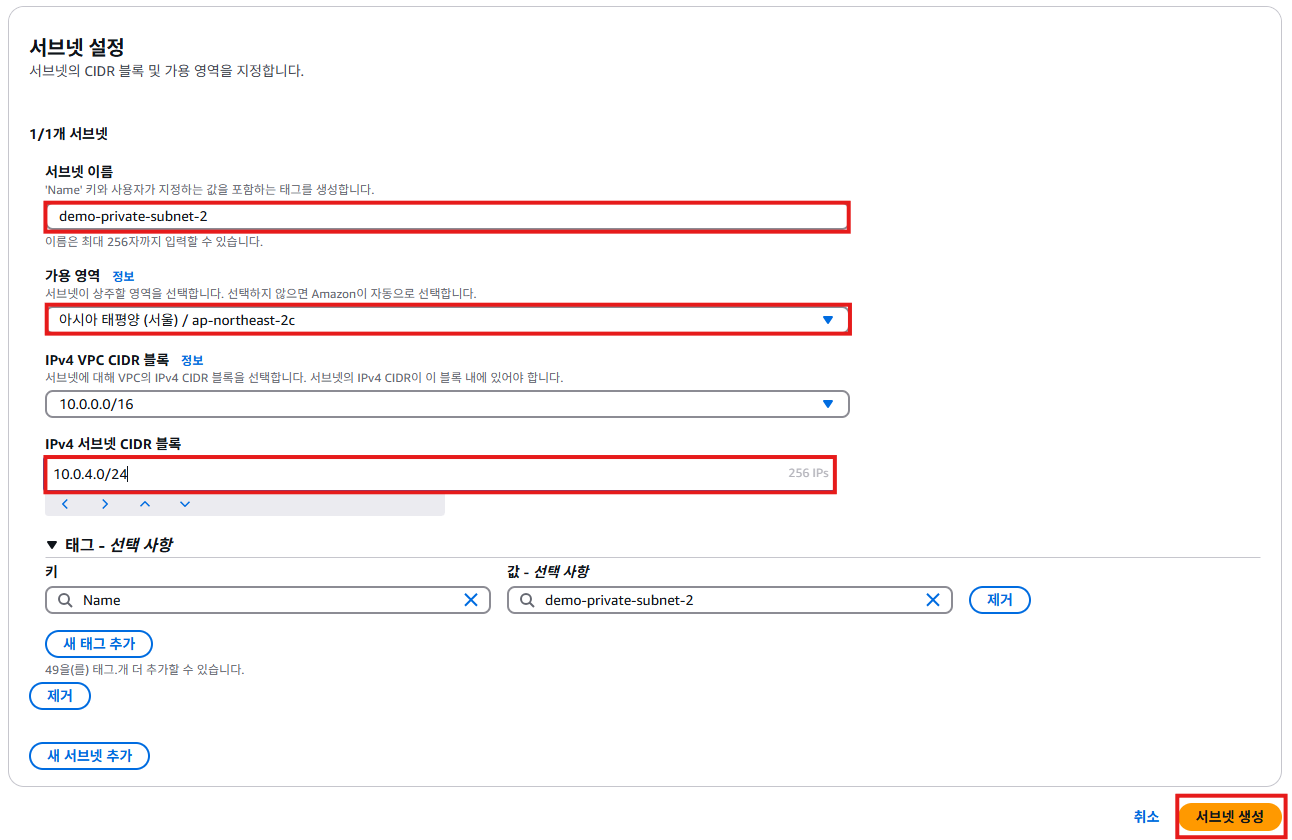 서브넷 설정
서브넷의 CIDR 블록 및 가용 영역을 지정합니다.
1/1개 서브넷
서브넷 이름
'Name' 키와 사용자가 지정하는 값을 포함하는 태그를 생성합니다.
demo-private-subnet-2
이름은 최대 256자까지 입력할 수 있습니다.
가용 영역 정보
서브넷이 상주할 영역을 선택합니다. 선택하지 않으면 Amazon이 자동으로 선택합니다.
아시아 태평양 (서울) / ap-northeast-2c
IPv4 VPC CIDR 블록 정보
서브넷에 대해 VPC의 IPv4 CIDR 블록을 선택합니다. 서브넷의 IPv4 CIDR이 이 블록 내에 있어야 합니다.
10.0.0.0/16
IPv4 서브넷 CIDR 블록
10.0.4.0/24 256 IPs
태그 - 선택 사항
키 값 - 선택 사항
Name demo-private-subnet-2 제거
새 태그 추가
49을(를) 태그.개 더 추가할 수 있습니다.
제거
새 서브넷 추가
취소 서브넷 생성